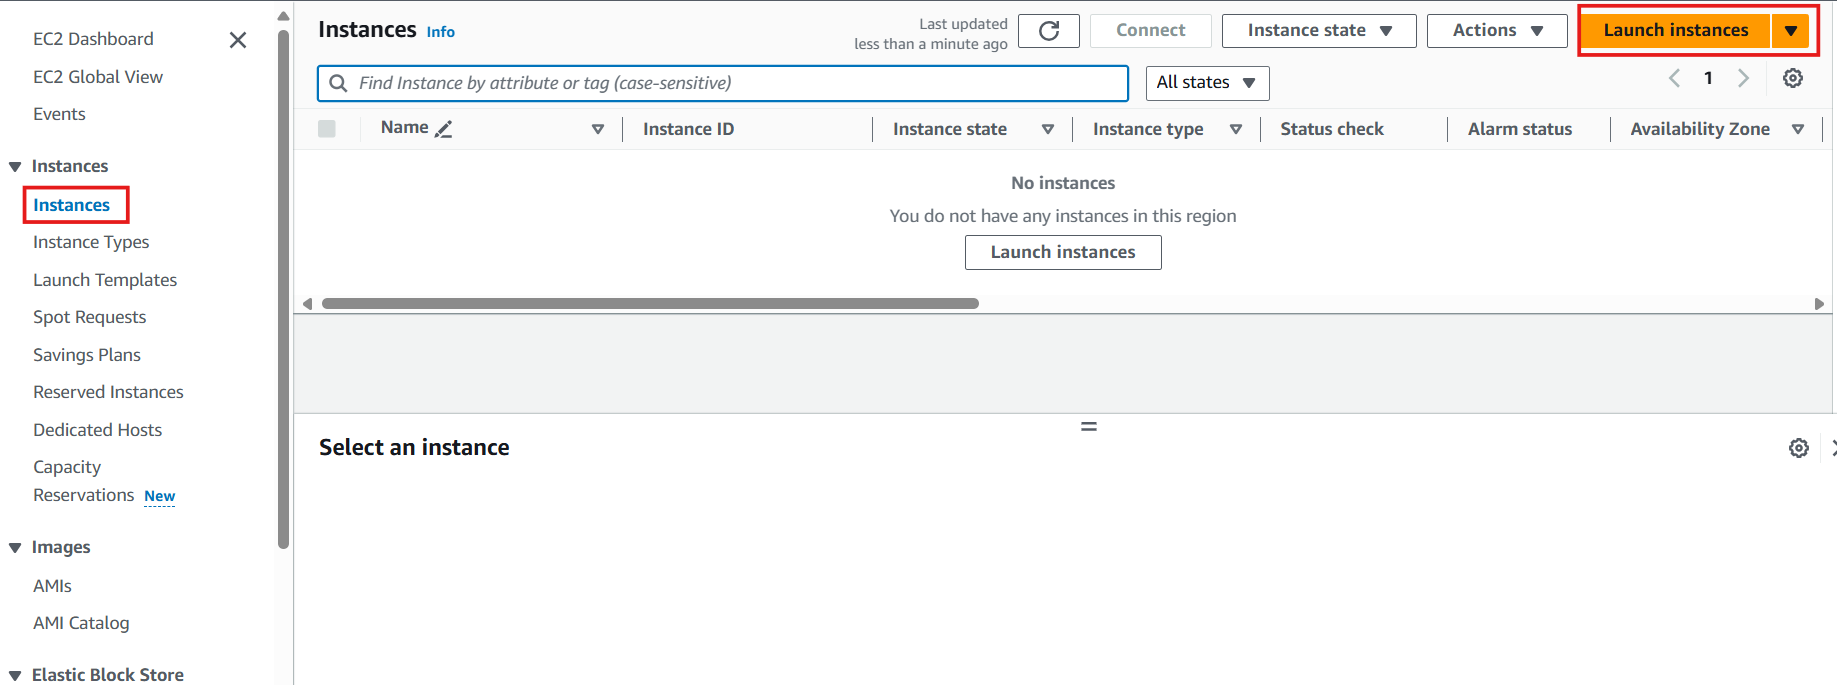 EC2 Dashboard
EC2 Global View
Events
Instances
Instances
Instance Types
Launch Templates
Spot Requests
Savings Plans
Reserved Instances
Dedicated Hosts
Capacity
Reservations New
Images
AMIs
AMI Catalog
Elastic Block Store
Instances Info
Last updated
less than a minute ago
Connect
Instance state
Actions
Launch instances
Find Instance by attribute or tag (case-sensitive)
All states
1
Name
Instance ID
Instance state
Instance type
Status check
Alarm status
Availability Zone
No instances
You do not have any instances in this region
Launch instances
Select an instance